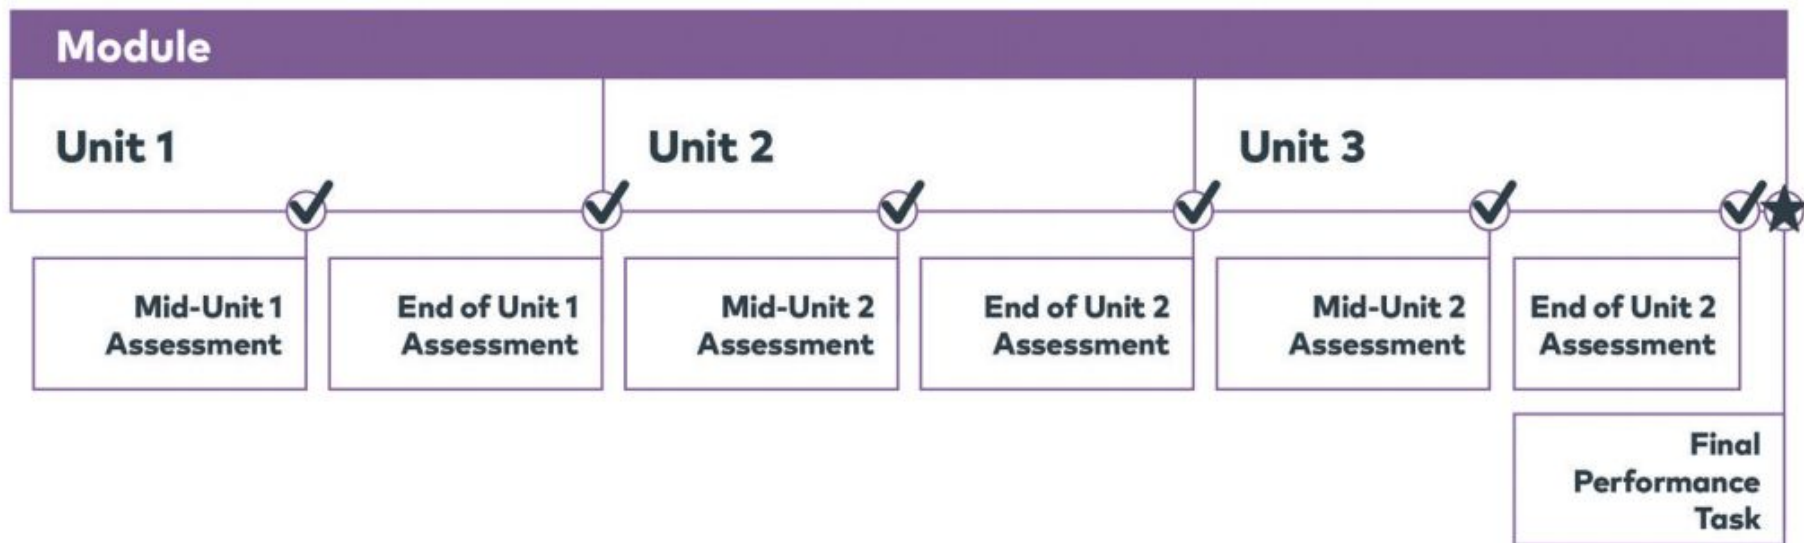 Module
Unit 1
Unit 2
Unit 3
Mid-Unit 1
Assessment
End of Unit 1
Assessment
Mid-Unit 2
Assessment
End of Unit 2
Assessment
Mid-Unit 2
Assessment
End of Unit 2
Assessment
Final
Performance
Task